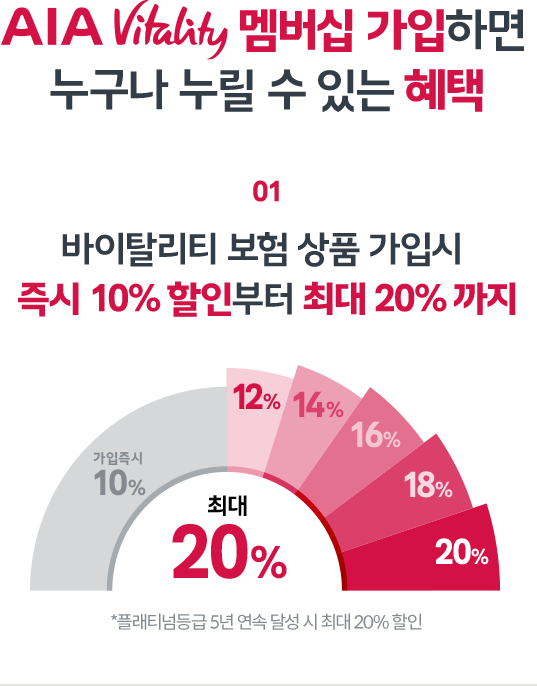 AIA Vitality 멤버십 가입하면
누구나 누릴 수 있는 혜택
01
바이탈리티 보험 상품 가입시
즉시 10% 할인부터 최대 20% 까지
12%
14%
16%
18%
20%
가입즉시
10%
최대
20%
*플래티넘등급 5년 연속 달성 시 최대 20% 할인